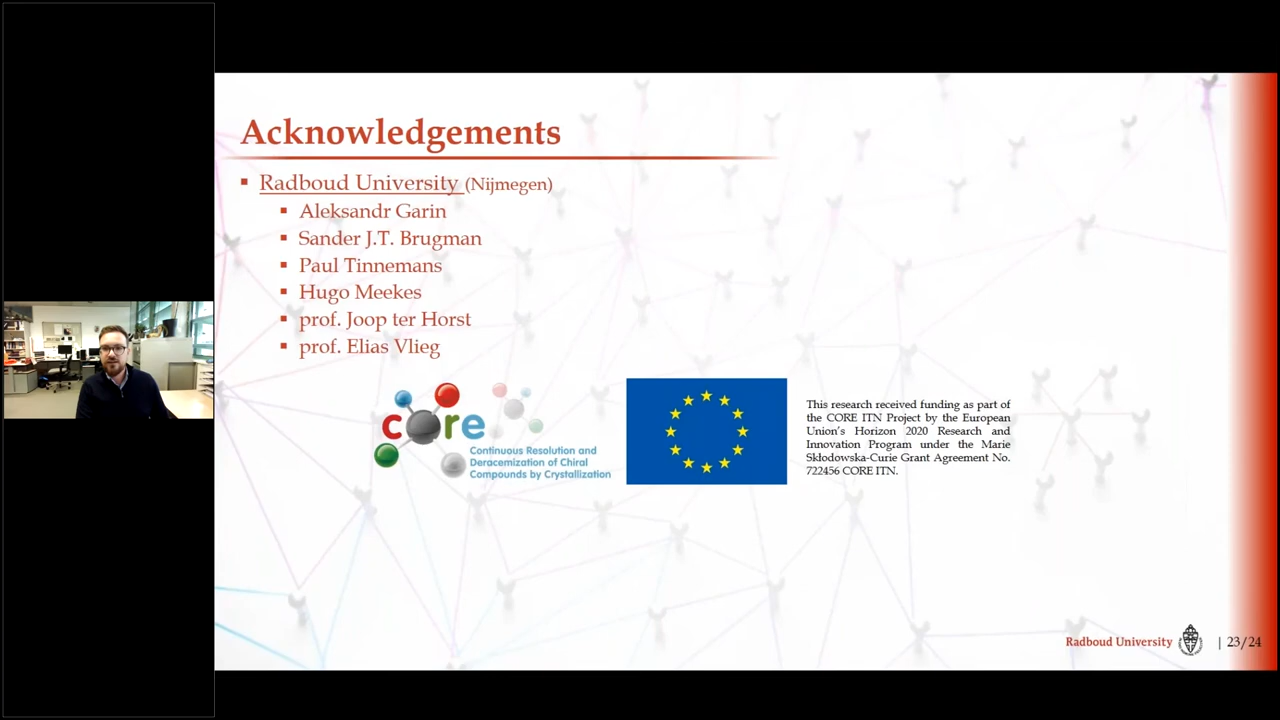 Acknowledgements
▪ Radboud University (Nijmegen)
▪ Aleksandr Garin
▪ Sander J.T. Brugman
▪ Paul Tinnemans
▪ Hugo Meekes
▪ prof. Joop ter Horst
▪ prof. Elias Vlieg
core
Continuous Resolution and
Deracemization of Chiral
Compounds by Crystallization
This research received funding as part of
the CORE ITN Project by the European
Union's Horizon 2020 Research and
Innovation Program under the Marie
Skłodowska-Curie Grant Agreement No.
722456 CORE ITN.
Radboud University | 23/24